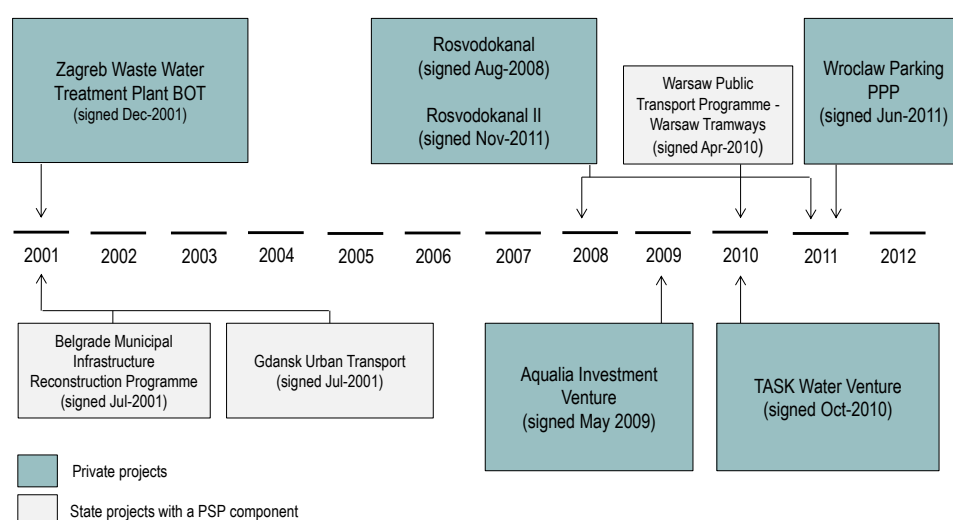 Zagreb Waste Water
Treatment Plant BOT
(signed Dec-2001)
Rosvodokanal
(signed Aug-2008)
Rosvodokanal II
(signed Nov-2011)
Warsaw Public
Transport Programme -
Warsaw Tramways
(signed Apr-2010)
Wroclaw Parking
PPP
(signed Jun-2011)
2001 2002 2003 2004 2005 2006 2007 2008 2009 2010 2011 2012
Belgrade Municipal
Infrastructure
Reconstruction Programme
(signed Jul-2001)
Gdansk Urban Transport
(signed Jul-2001)
Aqualia Investment
Venture
(signed May 2009)
TASK Water Venture
(signed Oct-2010)
Private projects
State projects with a PSP component